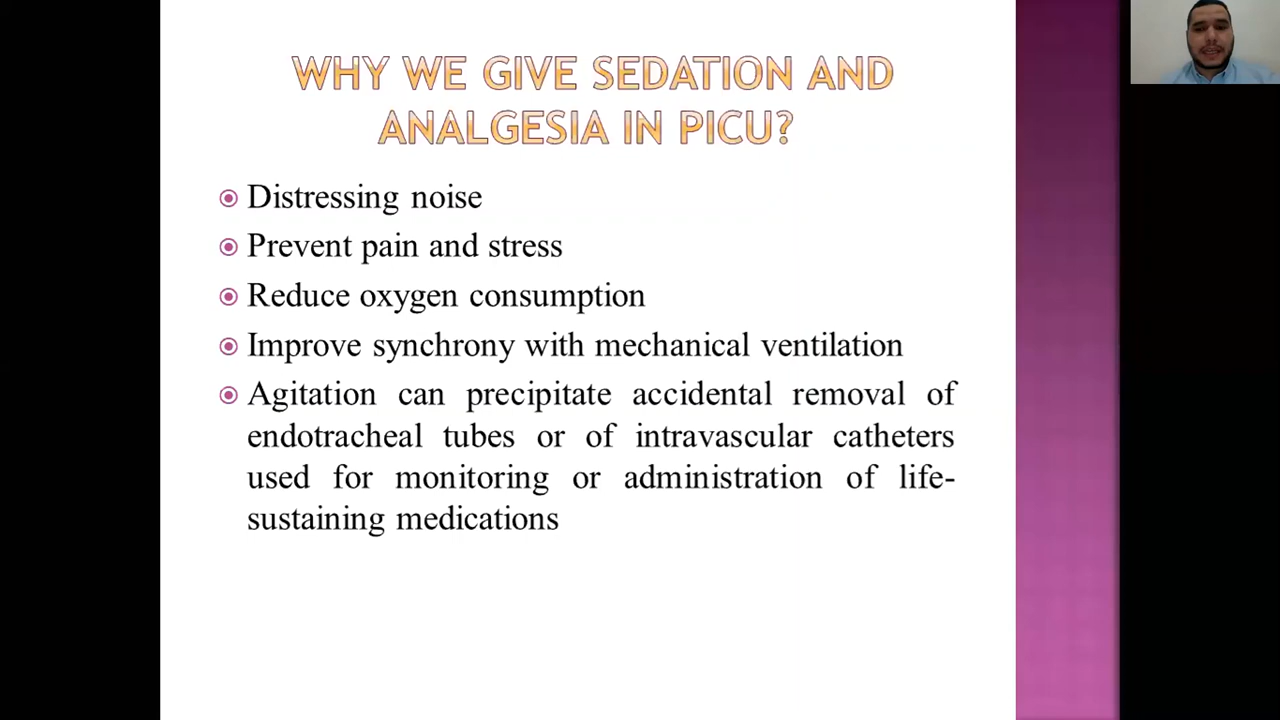 WHY WE GIVE SEDATION AND
ANALGESIA IN PICU?
Distressing noise
Prevent pain and stress
Reduce oxygen consumption
Improve synchrony with mechanical ventilation
Agitation can precipitate accidental removal of
endotracheal tubes or of intravascular catheters
used for monitoring or administration of life-
sustaining medications